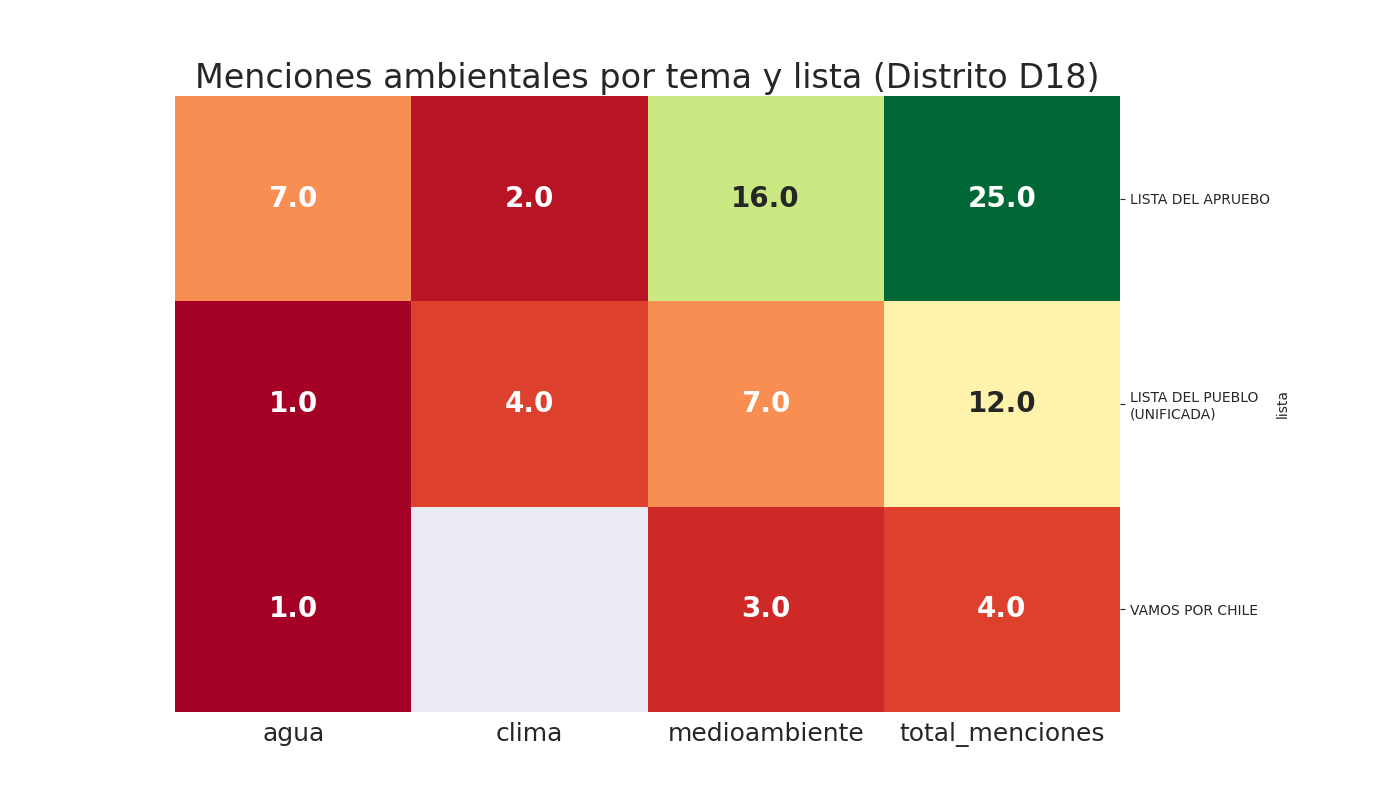 Menciones ambientales por tema y lista (Distrito D18)
7.0 2.0 16.0 25.0 LISTA DEL APRUEBO
1.0 4.0 7.0 12.0 LISTA DEL PUEBLO
(UNIFICADA)
lista
1.0 3.0 4.0 VAMOS POR CHILE
agua clima medioambiente total_menciones